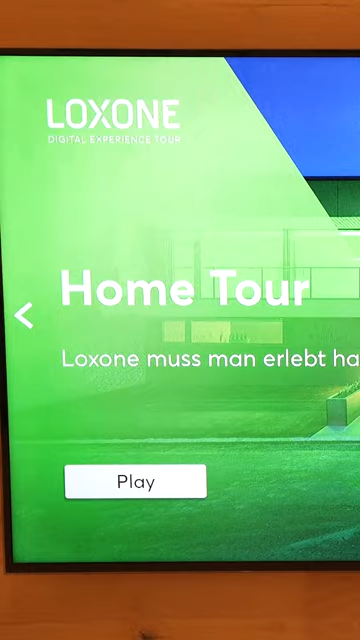 LOXONE
DIGITAL EXPERIENCE TOUR
Home Tour
Loxone muss man erlebt ha
Play